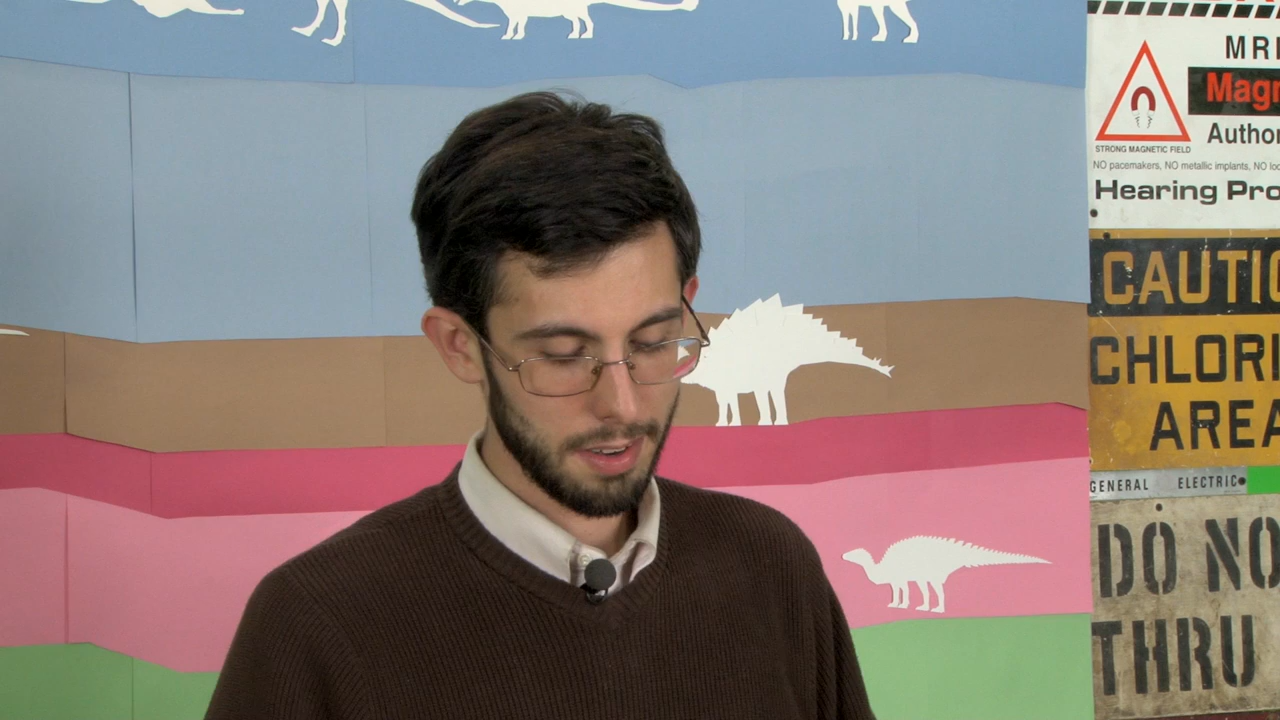 MRI
Magn
Author
STRONG MAGNETIC FIELD
NO pacemakers, NO metallic implants, NO loo
Hearing Pro
CAUTIO
CHLORI
AREA
GENERAL ELECTRIC
DO NO
THRU